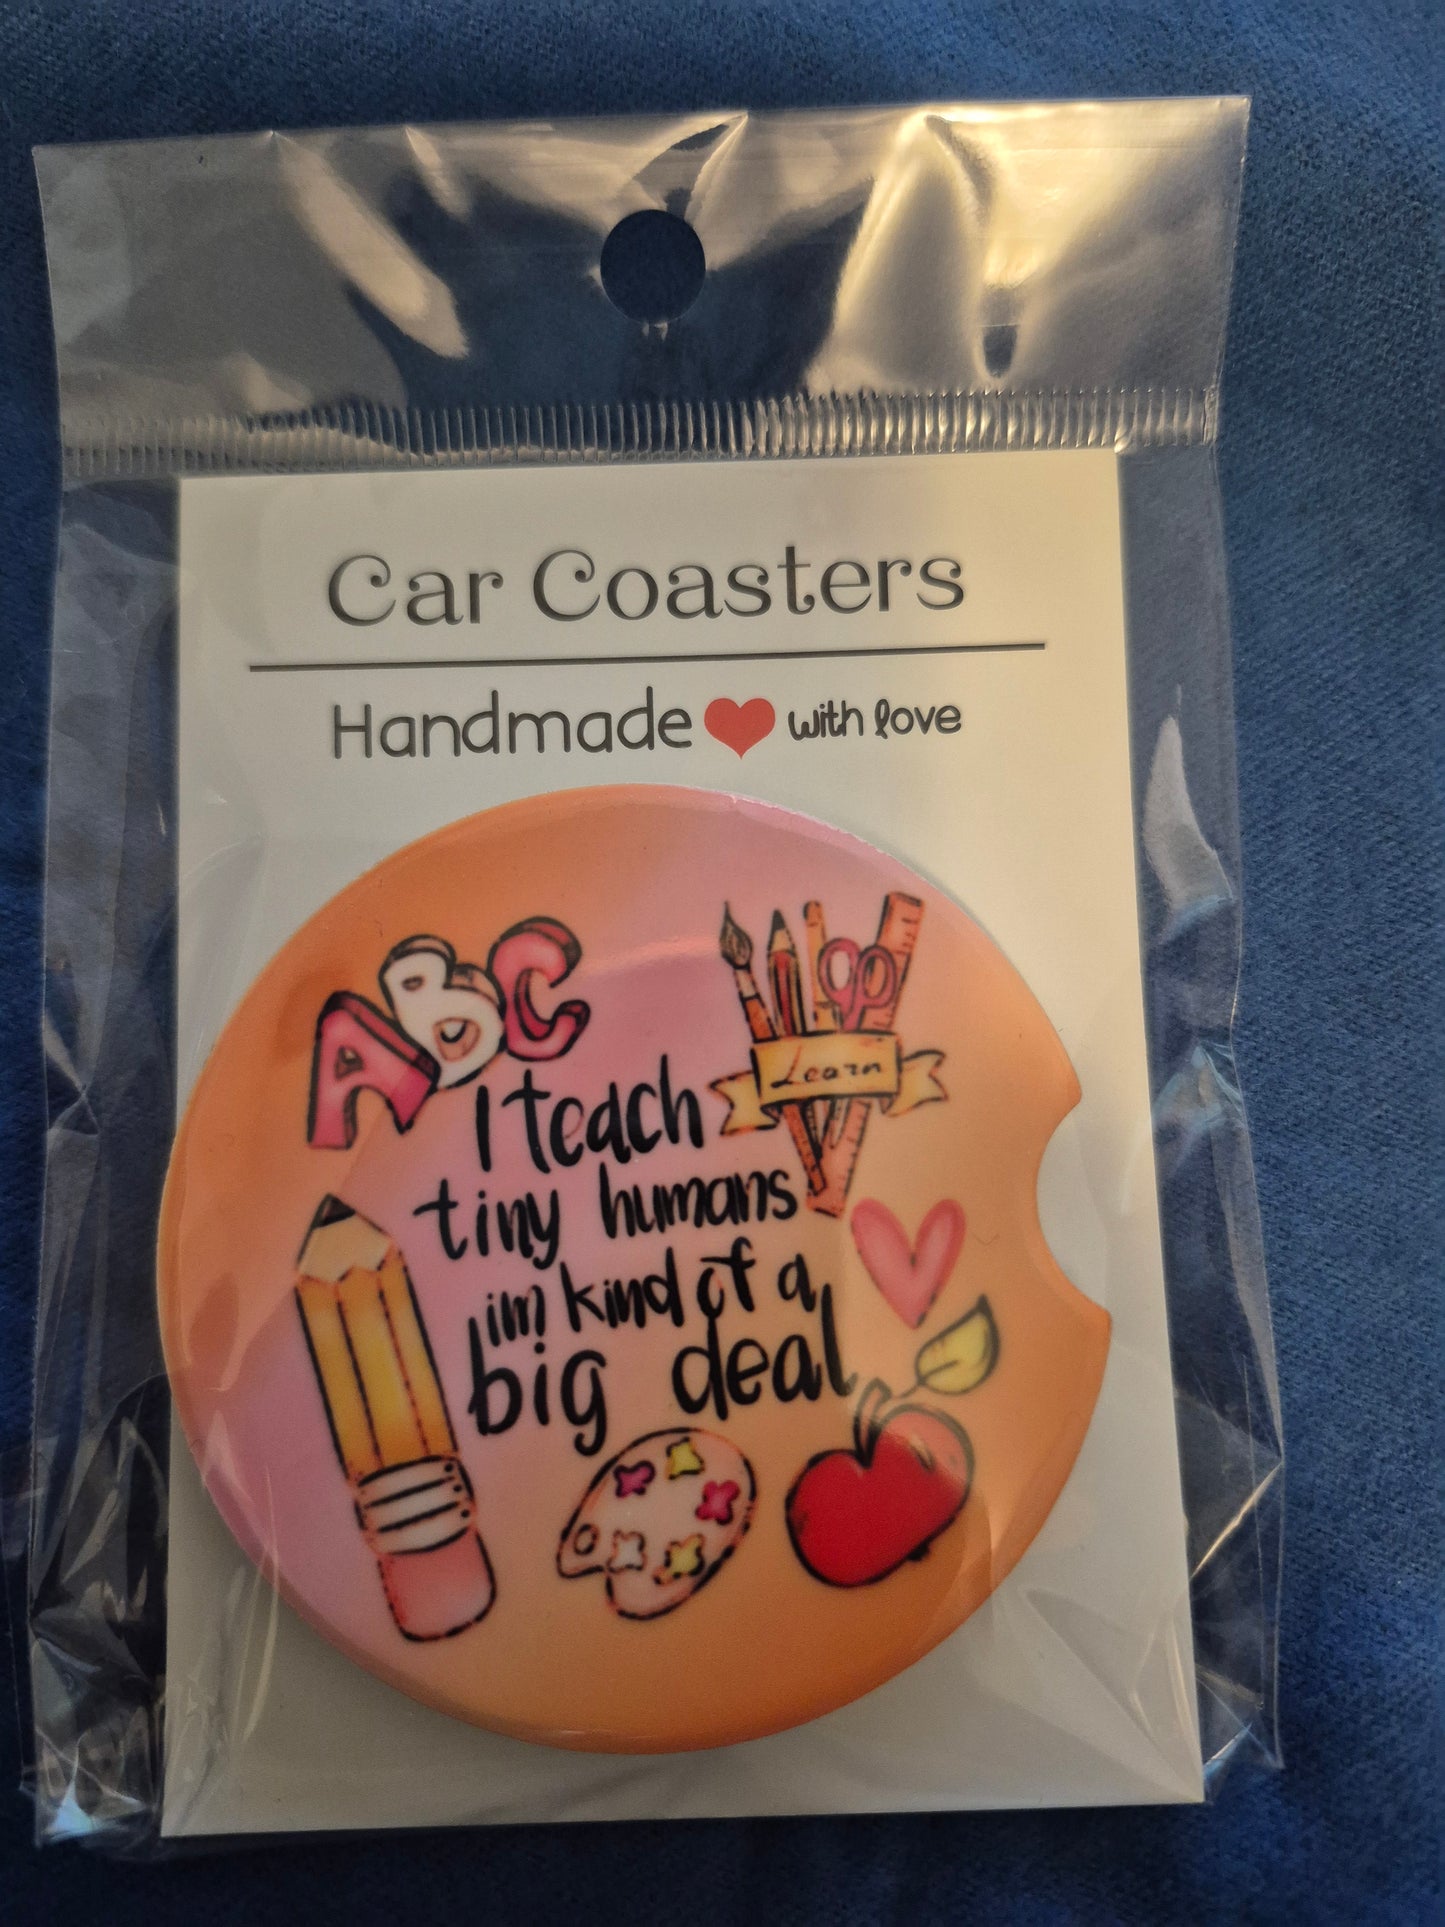 Car Coasters
Handmade with love
ABC
Learn
I teach
tiny humans
im kind of a
big deal